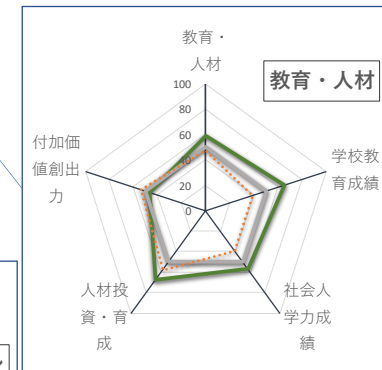 教育・
人材
教育・人材
100
80
60
40
20
0
付加価
値創出
力
学校教
育成績
人材投
資・育
成
社会人
学力成
績